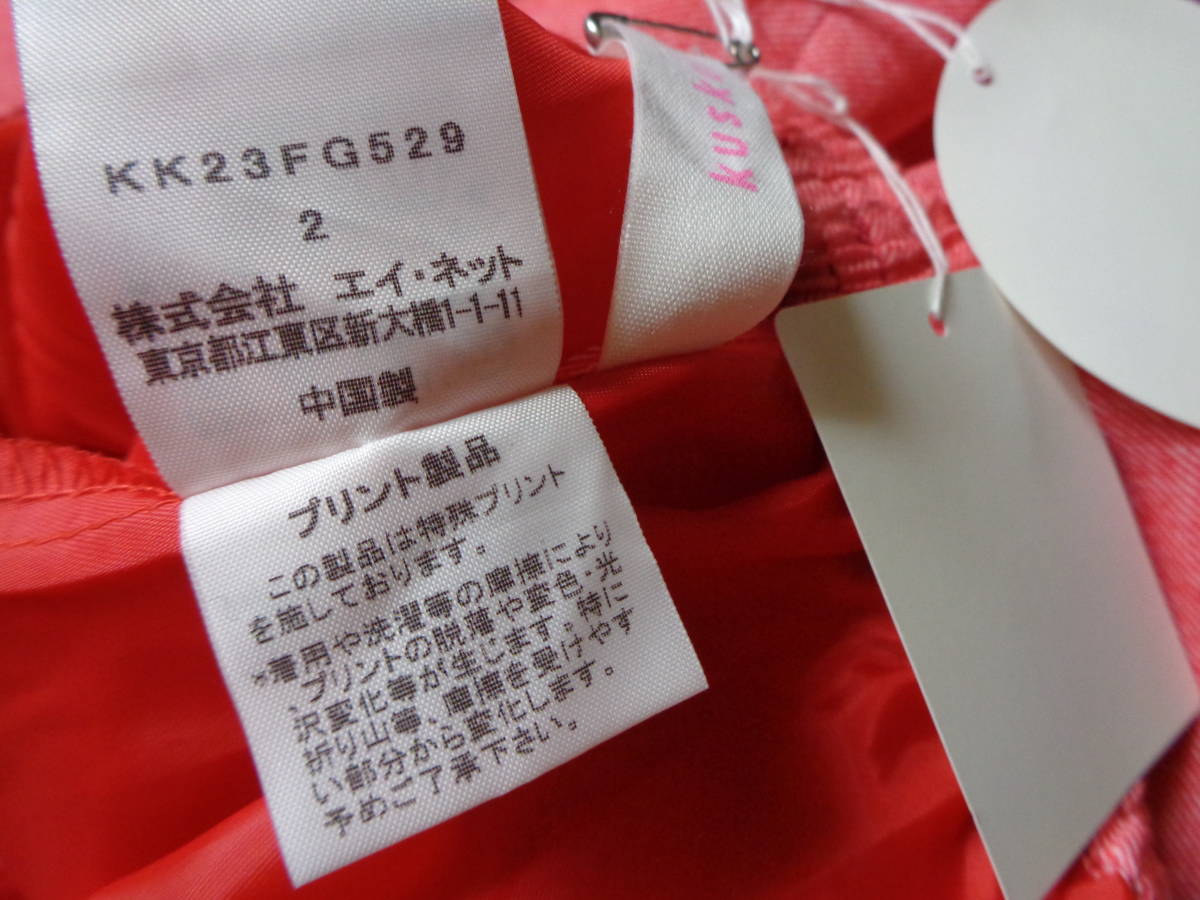 KK23FG529
2
株式会社 エイ・ネット
東京都江東区新大橋1-1-11
中国製
プリント製品
この製品は特殊プリント
を施しております。
*着用や洗濯等の摩擦により
、プリントの脱落や変色・光
沢変化等が生じます。特に
折り山等、摩擦を受けやす
い部分から変化します。
予めご了承下さい。